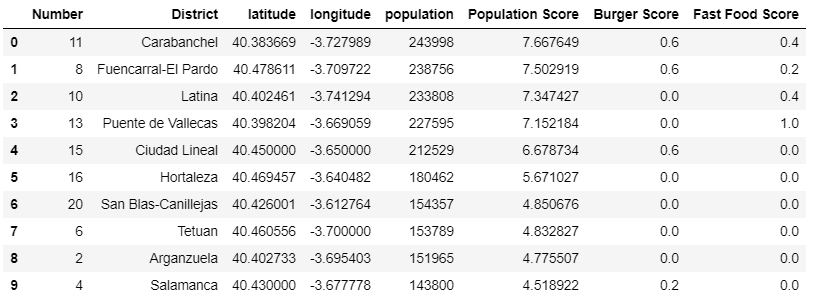 Number District latitude longitude population Population Score Burger Score Fast Food Score
0 11 Carabanchel 40.383669 -3.727989 243998 7.667649 0.6 0.4
1 8 Fuencarral-El Pardo 40.478611 -3.709722 238756 7.502919 0.6 0.2
2 10 Latina 40.402461 -3.741294 233808 7.347427 0.0 0.4
3 13 Puente de Vallecas 40.398204 -3.669059 227595 7.152184 0.0 1.0
4 15 Ciudad Lineal 40.450000 -3.650000 212529 6.678734 0.6 0.0
5 16 Hortaleza 40.469457 -3.640482 180462 5.671027 0.0 0.0
6 20 San Blas-Canillejas 40.426001 -3.612764 154357 4.850676 0.0 0.0
7 6 Tetuan 40.460556 -3.700000 153789 4.832827 0.0 0.0
8 2 Arganzuela 40.402733 -3.695403 151965 4.775507 0.0 0.0
9 4 Salamanca 40.430000 -3.677778 143800 4.518922 0.2 0.0